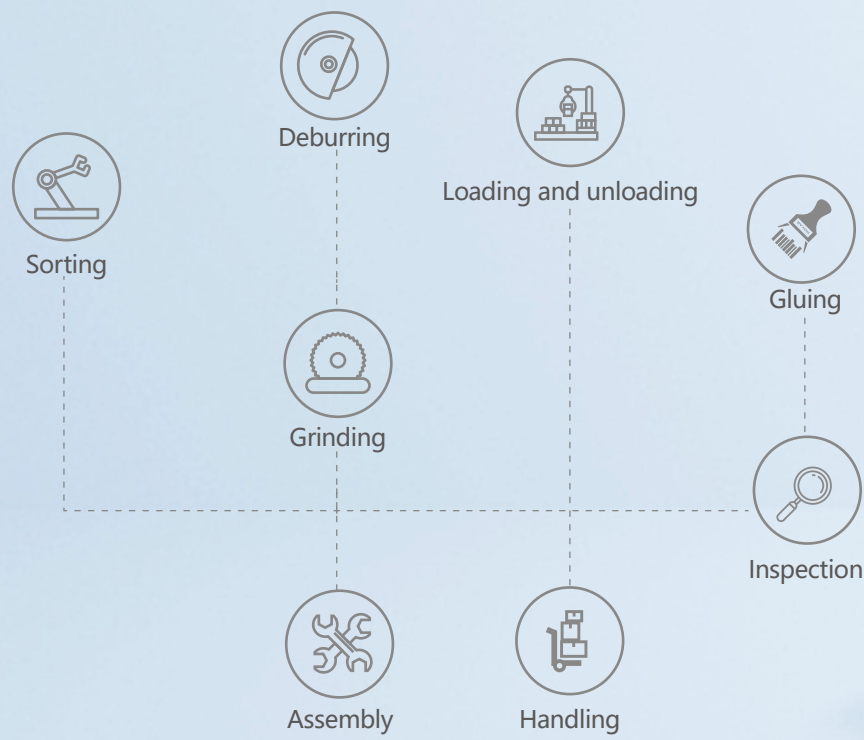 Deburring
Loading and unloading
Sorting
Gluing
Grinding
Inspection
Assembly
Handling